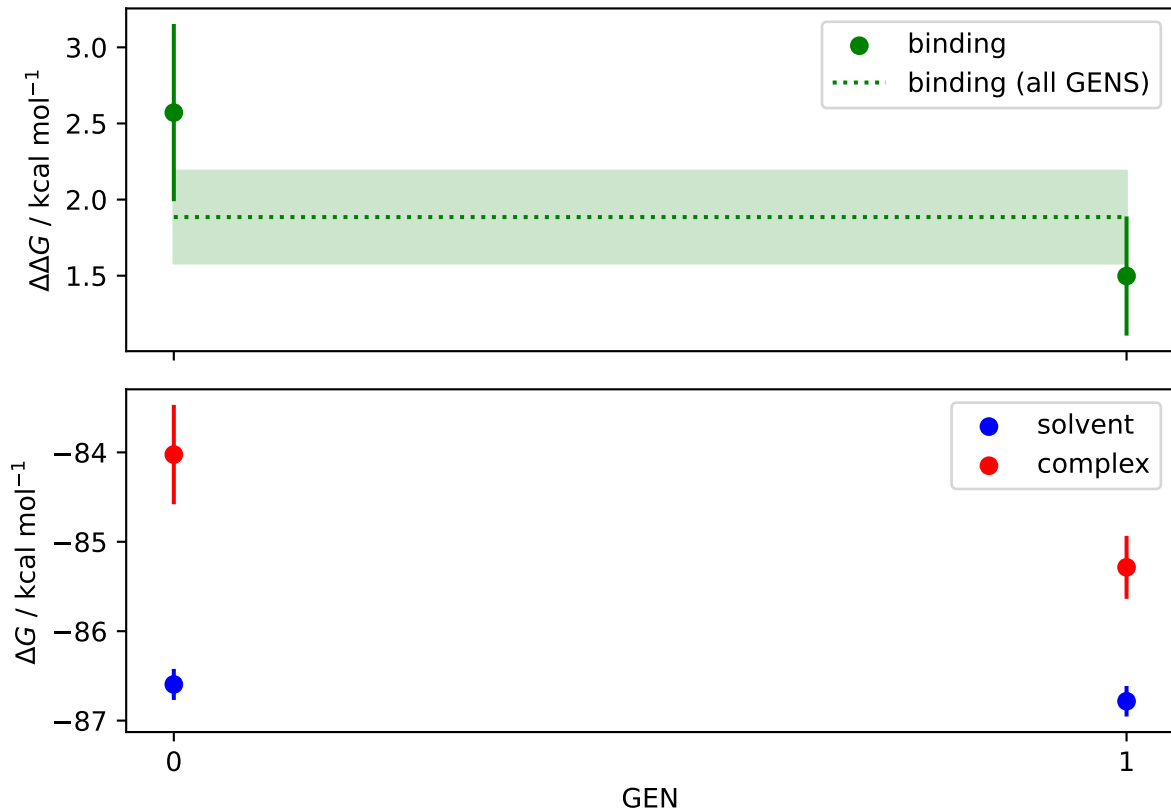 binding
binding (all GENS)
ΔΔG / kcal mol⁻¹
3.0
2.5
2.0
1.5
solvent
complex
ΔG / kcal mol⁻¹
−84
−85
−86
−87
0
1
GEN